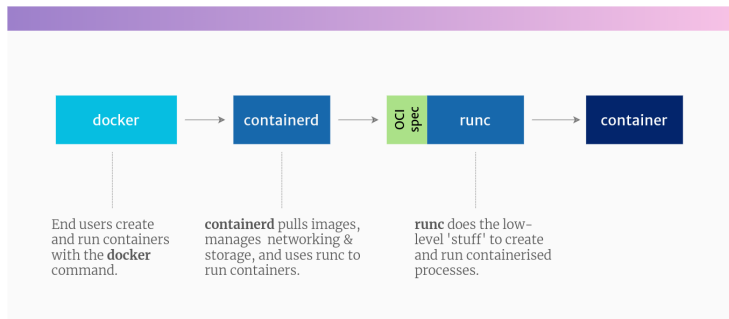 docker
containerd
OCI
spec
runc
container
End users create
and run containers
with the docker
command.
containerd pulls images,
manages networking &
storage, and uses runc to
run containers.
runc does the low-
level 'stuff' to create
and run containerised
processes.